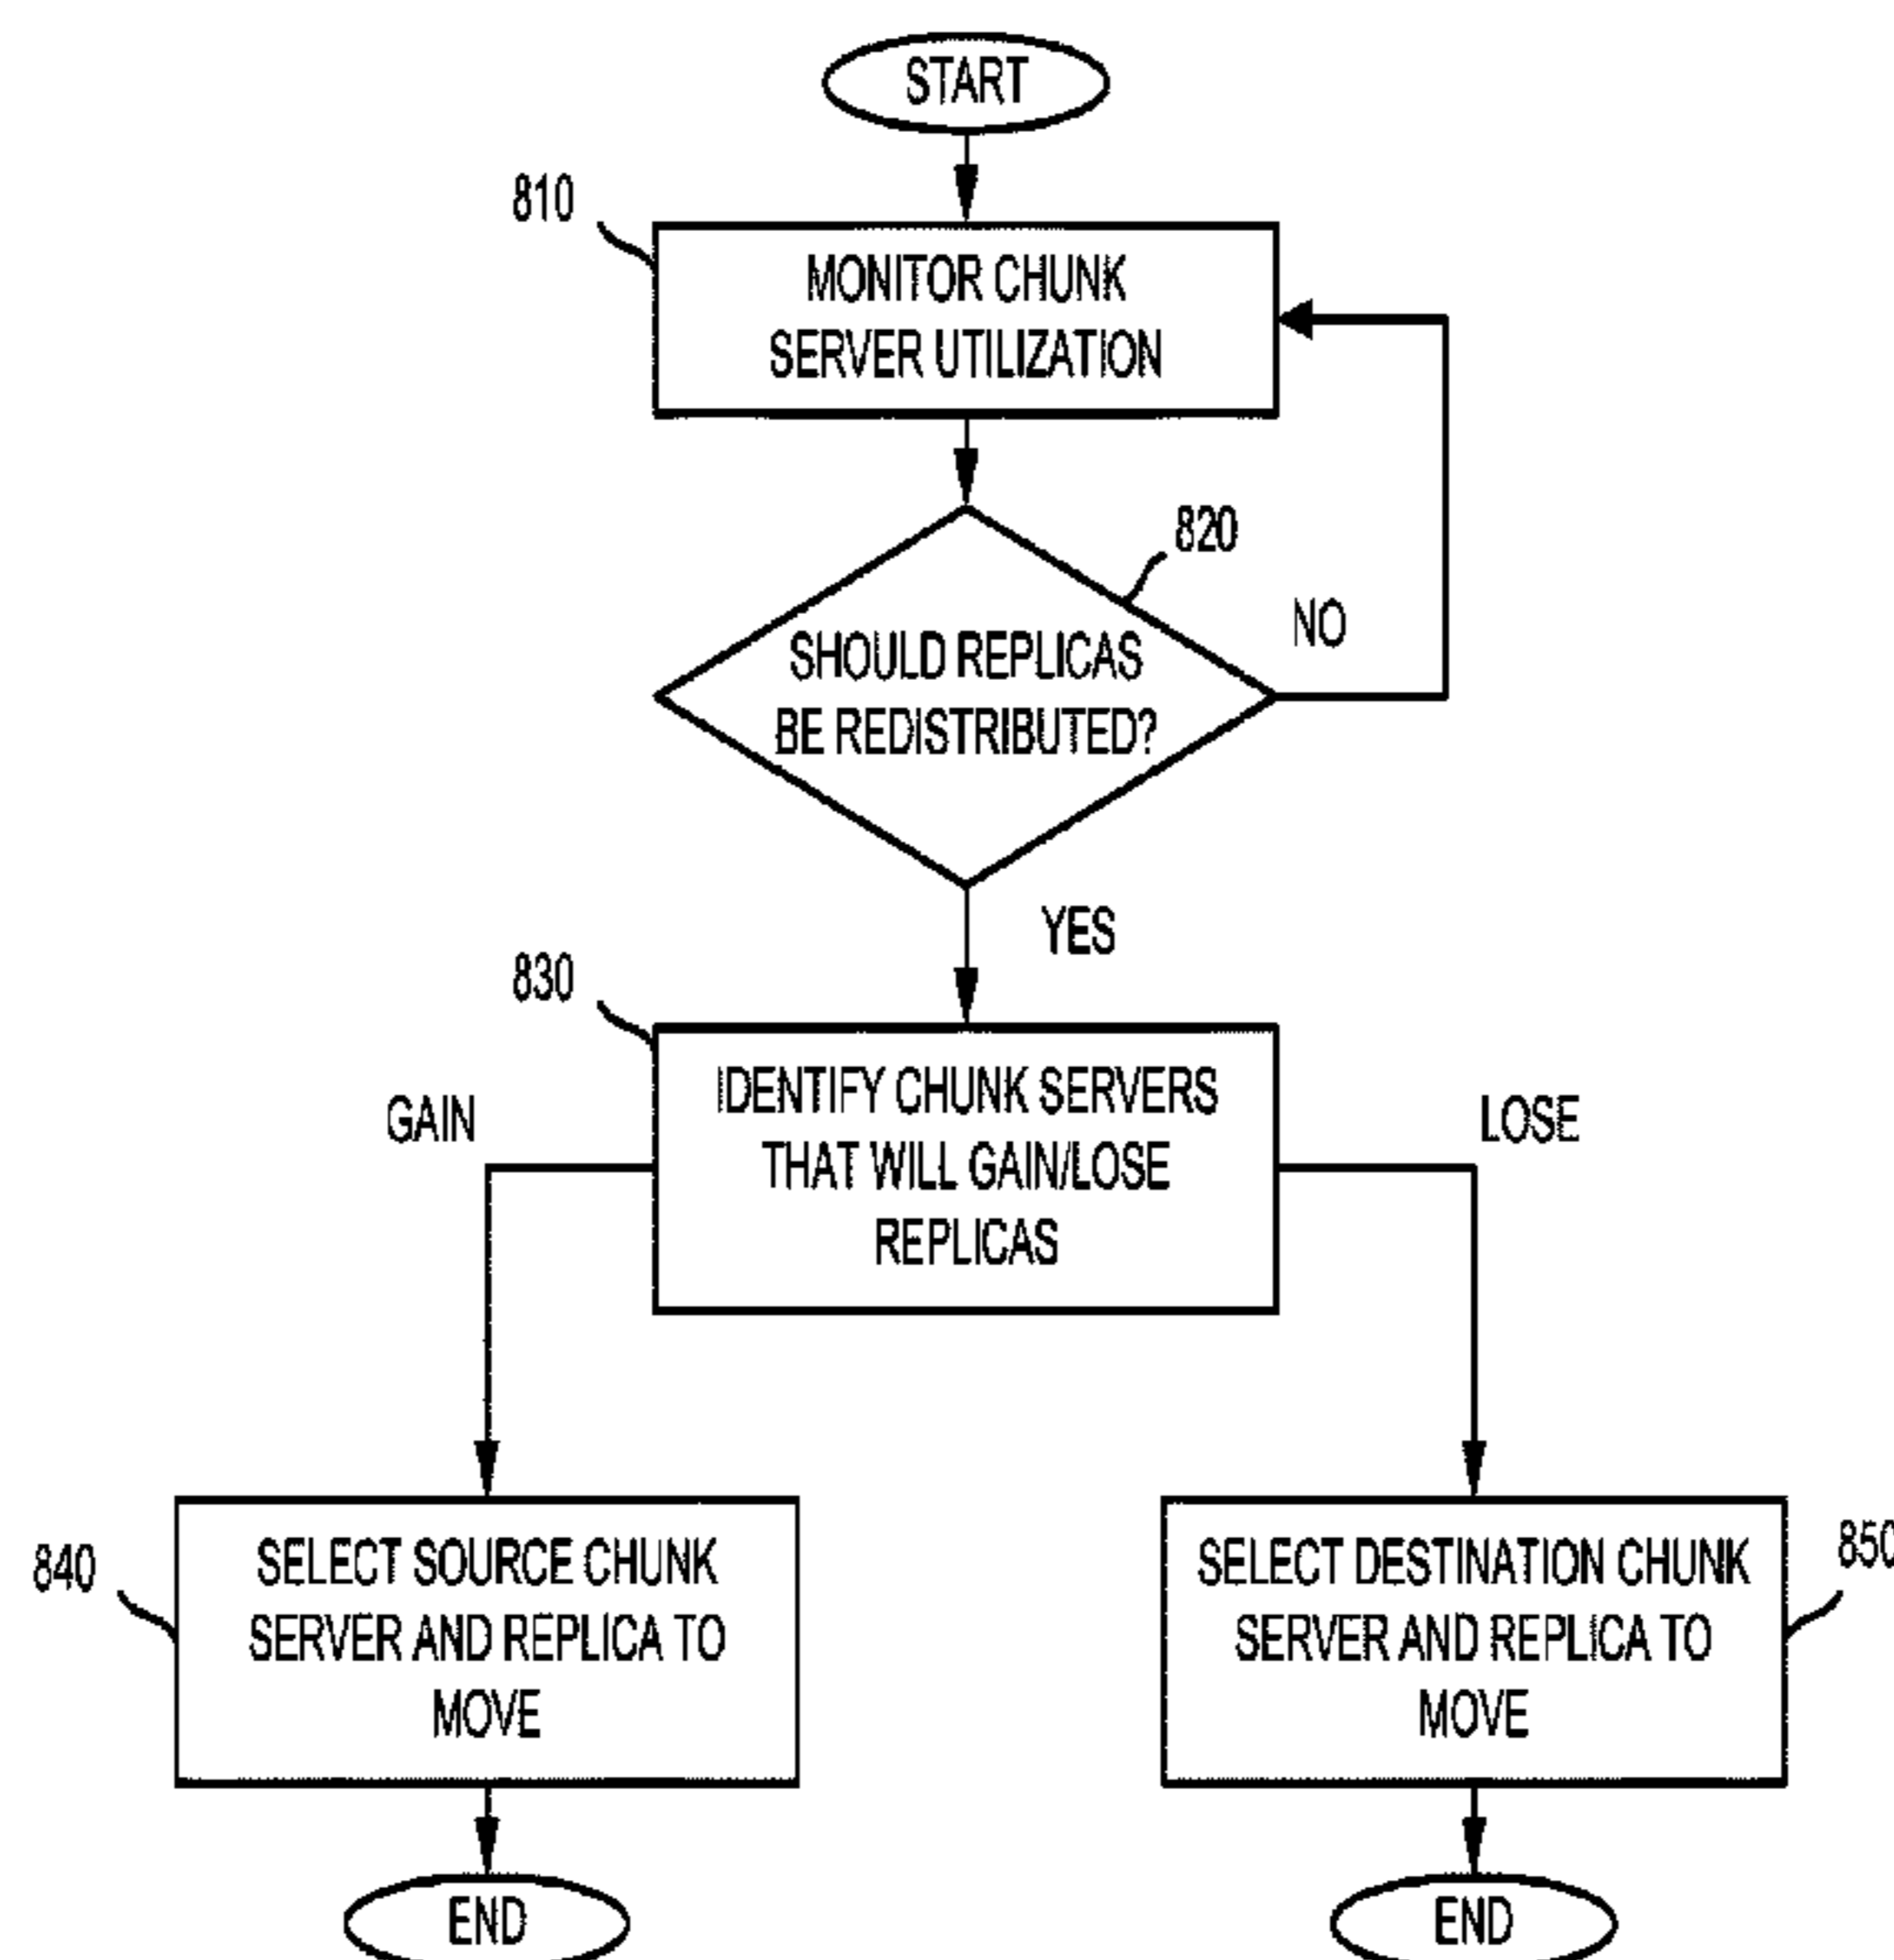 START
810
MONITOR CHUNK
SERVER UTILIZATION
820
NO
SHOULD REPLICAS
BE REDISTRIBUTED?
YES
830
IDENTIFY CHUNK SERVERS
THAT WILL GAIN/LOSE
REPLICAS
GAIN
LOSE
840
SELECT SOURCE CHUNK
SERVER AND REPLICA TO
MOVE
850
SELECT DESTINATION CHUNK
SERVER AND REPLICA TO
MOVE
END
END